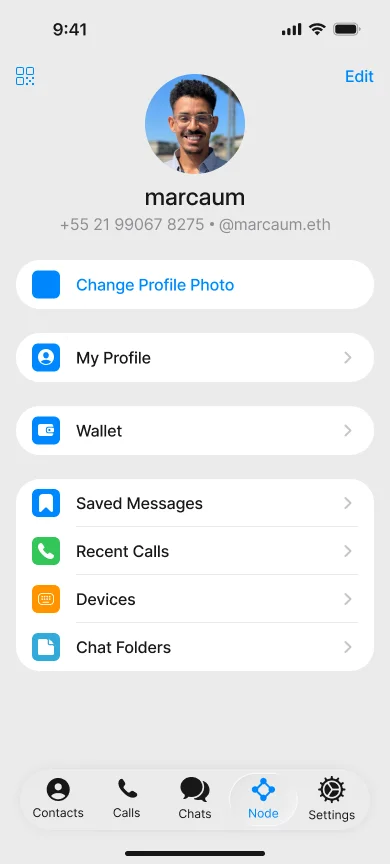 9:41
Edit
marcaum
+55 21 99067 8275 • @marcaum.eth
Change Profile Photo
My Profile
Wallet
Saved Messages
Recent Calls
Devices
Chat Folders
Contacts Calls Chats Node Settings